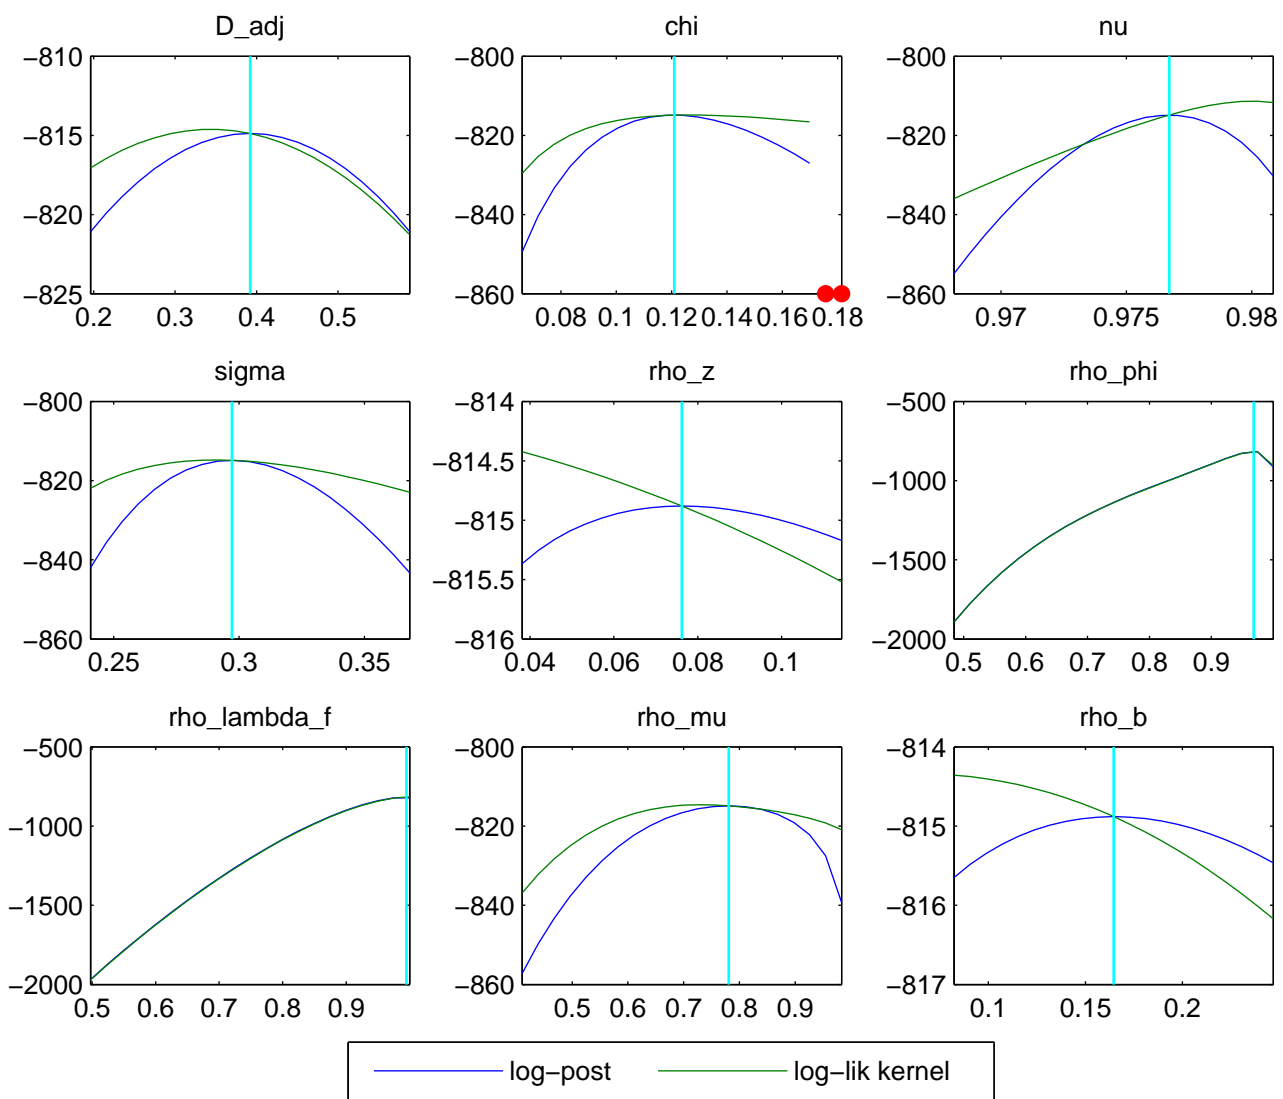 D_adj
chi
nu
−810
−815
−820
−825
0.2 0.3 0.4 0.5
−800
−820
−840
−860
0.08 0.1 0.12 0.14 0.16 0.18
−800
−820
−840
−860
0.97 0.975 0.98
sigma
rho_z
rho_phi
−800
−820
−840
−860
0.25 0.3 0.35
−814
−814.5
−815
−815.5
−816
0.04 0.06 0.08 0.1
−500
−1000
−1500
−2000
0.5 0.6 0.7 0.8 0.9
rho_lambda_f
rho_mu
rho_b
−500
−1000
−1500
−2000
0.5 0.6 0.7 0.8 0.9
−800
−820
−840
−860
0.5 0.6 0.7 0.8 0.9
−814
−815
−816
−817
0.1 0.15 0.2
log−post
log−lik kernel